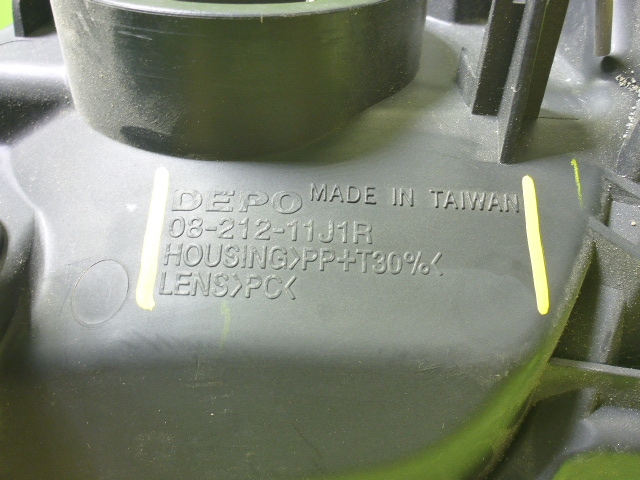 DEPO MADE IN TAIWAN
08-212-11J1R
HOUSING>PP+T30%<
LENS>PC<